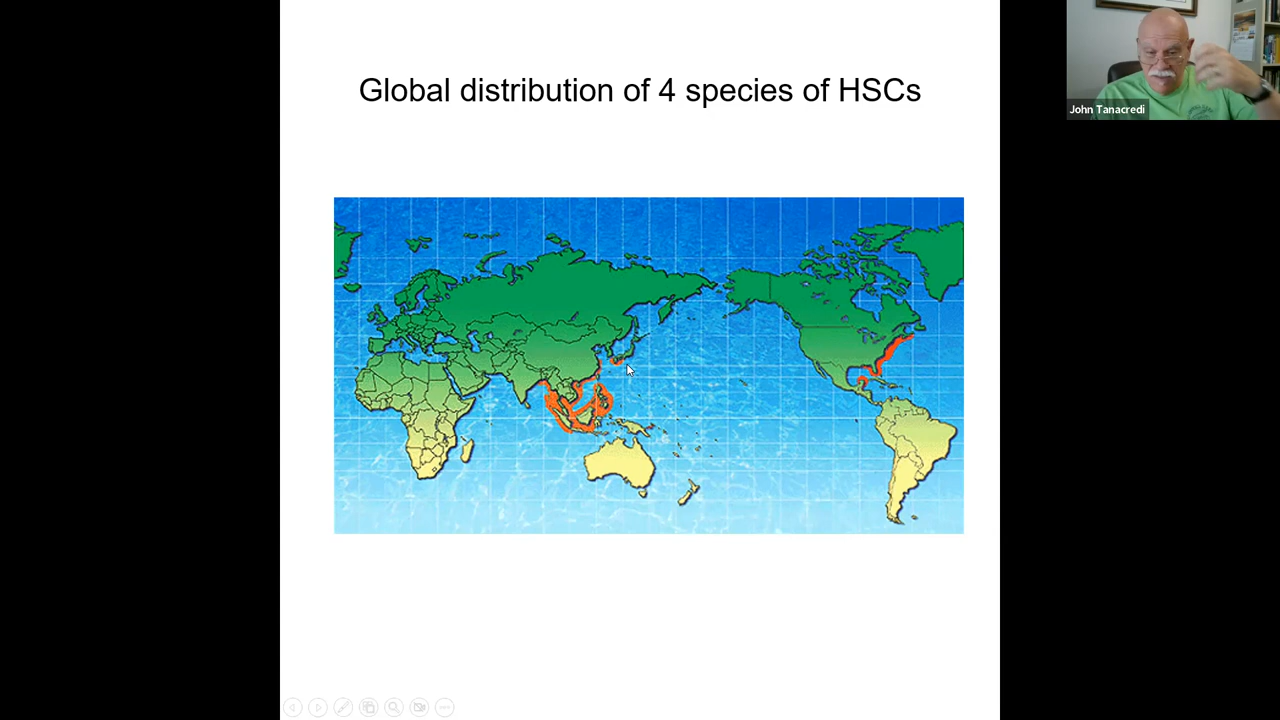 Global distribution of 4 species of HSCs
John Tanacredi